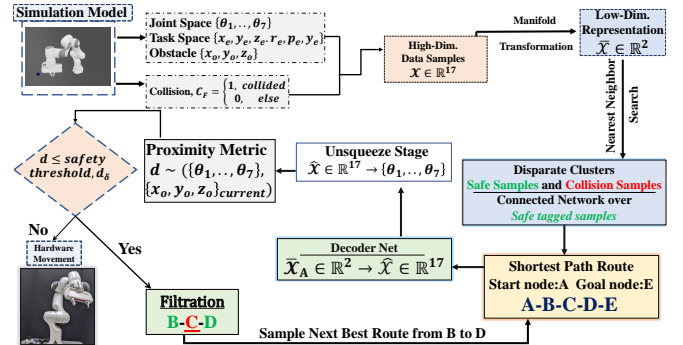 Simulation Model
Joint Space {θ₁,..,θ₇}
Task Space {xₑ, yₑ, zₑ, rₑ, pₑ, yₑ}
Obstacle {xₒ, yₒ, zₒ}
Collision, C_F = {1, collided
0, else
High-Dim.
Data Samples
X ∈ ℝ¹⁷
Manifold
Transformation
Low-Dim.
Representation
X̅ ∈ ℝ²
Nearest Neighbor
Search
Disparate Clusters
Safe Samples and Collision Samples
Connected Network over
Safe tagged samples
Shortest Path Route
Start node:A Goal node:E
A-B-C-D-E
Decoder Net
X̅_A ∈ ℝ² → X̂ ∈ ℝ¹⁷
Unsqueeze Stage
X̂ ∈ ℝ¹⁷ → {θ₁,..,θ₇}
Proximity Metric
d ~ ({θ₁,..,θ₇},
{xₒ, yₒ, zₒ}current)
d ≤ safety
threshold, d_δ
No
Yes
Hardware
Movement
Filtration
B-C-D
Sample Next Best Route from B to D